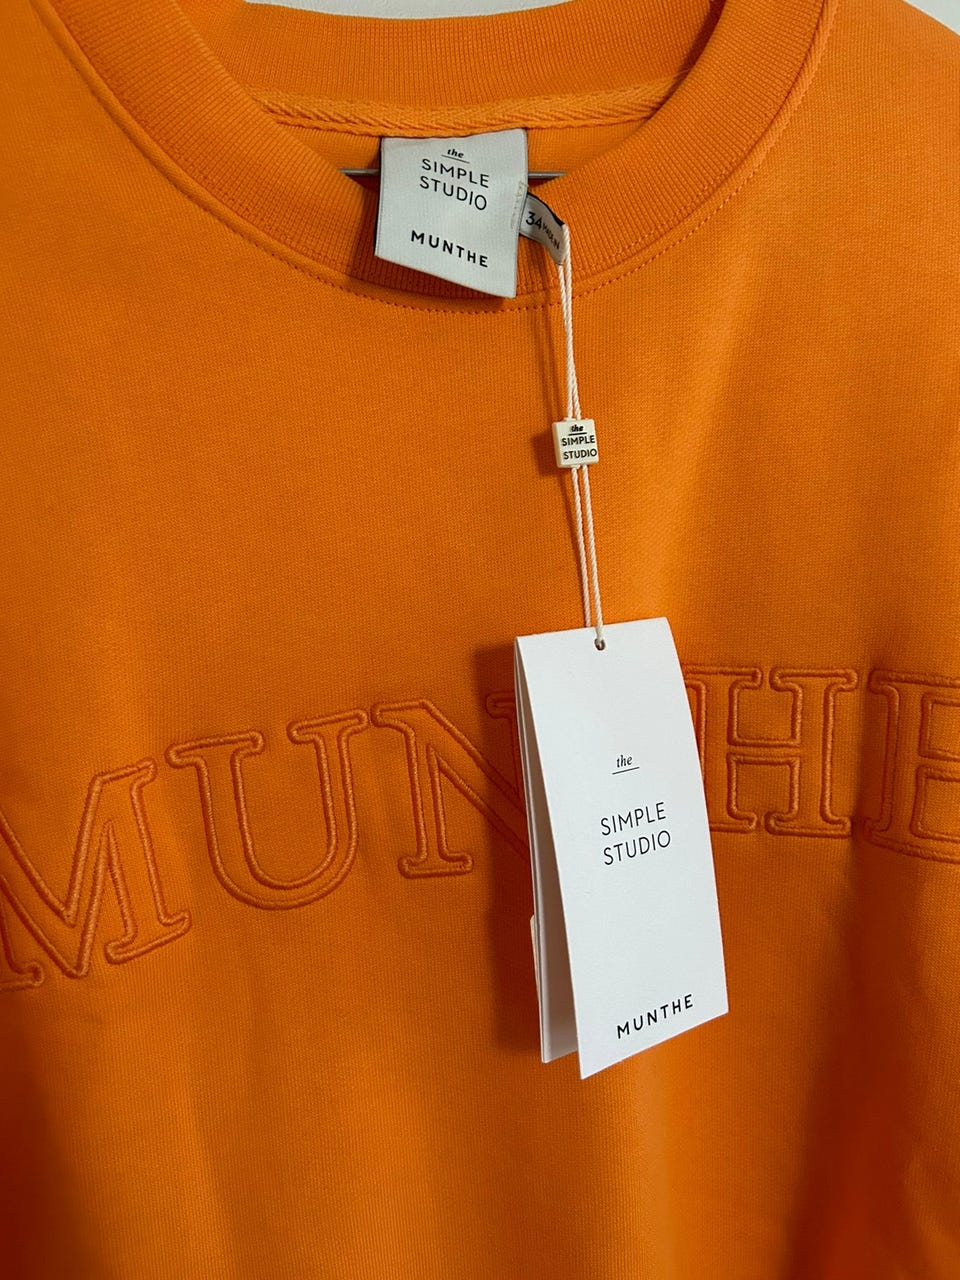 the
SIMPLE
STUDIO
MUNTHE
34
the
SIMPLE
STUDIO
MUN HE
the
SIMPLE
STUDIO
MUNTHE